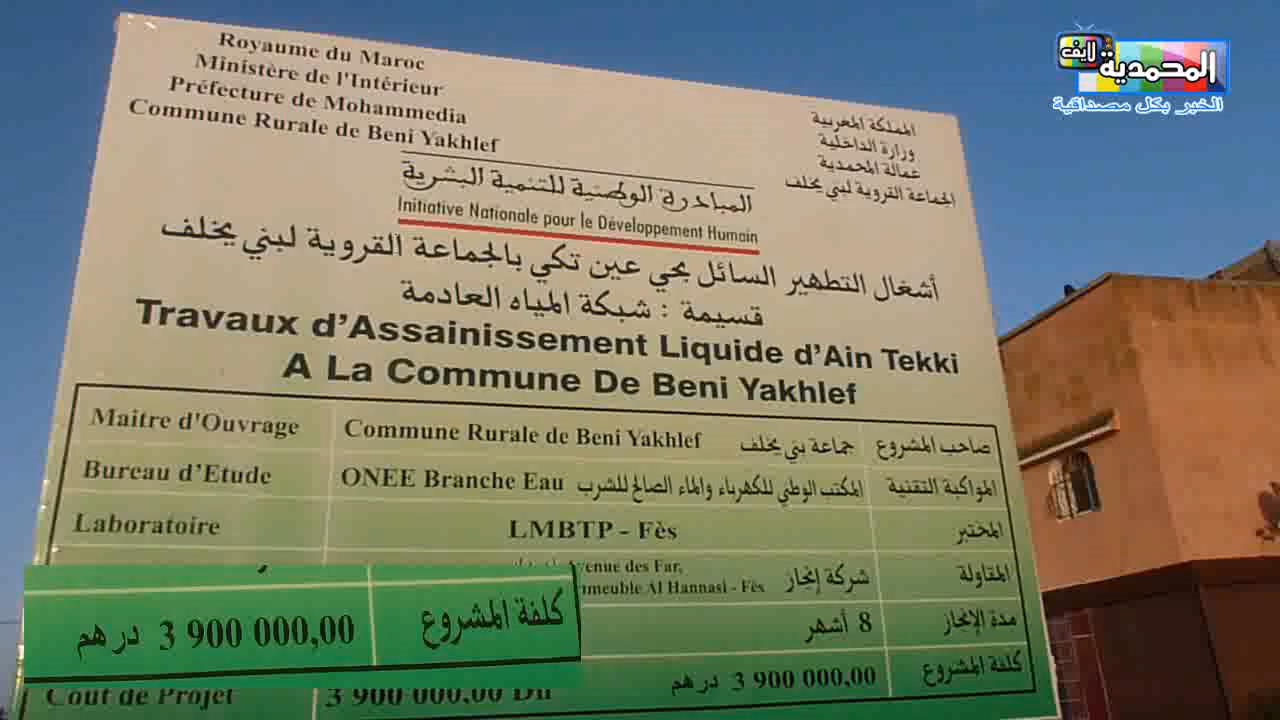 المحمدية لايف
الخبر بكل مصداقية
Royaume du Maroc
Ministère de l'Intérieur
Préfecture de Mohammedia
Commune Rurale de Beni Yakhlef
المملكة المغربية
وزارة الداخلية
عمالة المحمدية
الجماعة القروية لبني يخلف
المبادرة الوطنية للتنمية البشرية
Initiative Nationale pour le Développement Humain
أشغال التطهير السائل بحي عين تكي بالجماعة القروية لبني يخلف
قسيمة : شبكة المياه العادمة
Travaux d'Assainissement Liquide d'Ain Tekki
A La Commune De Beni Yakhlef
Maitre d'Ouvrage Commune Rurale de Beni Yakhlef جماعة بني يخلف صاحب المشروع
Bureau d'Etude ONEE Branche Eau المكتب الوطني للكهرباء والماء الصالح للشرب المواكبة التقنية
Laboratoire LMBTP - Fès المختبر
Avenue des Far,
Immeuble Al Hannasi - Fès شركة إنجاز المقاولة
8 أشهر مدة الإنجاز
كلفة المشروع 3 900 000,00 درهم
Cout de Projet 3 900 000,00 DH 3 900 000,00 درهم كلفة المشروع